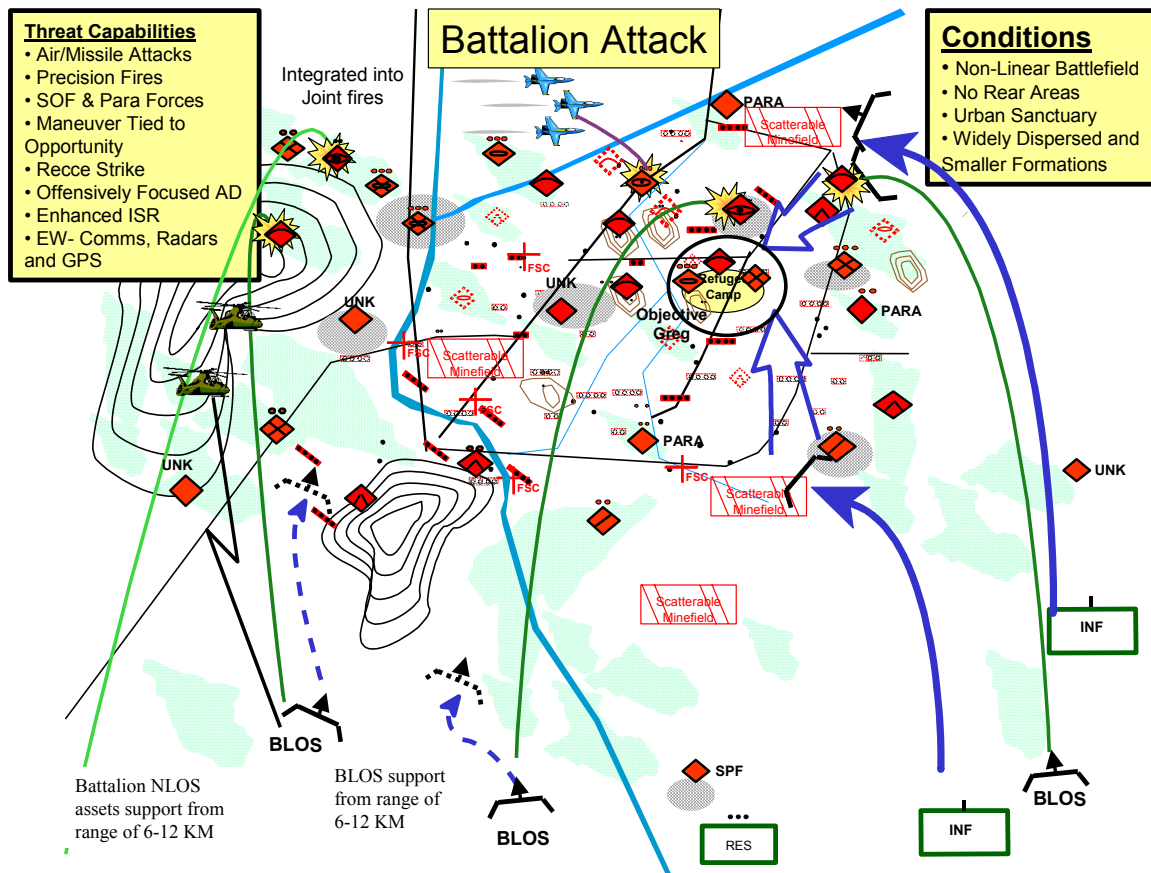 Threat Capabilities
• Air/Missile Attacks
• Precision Fires
• SOF & Para Forces
• Maneuver Tied to
Opportunity
• Recce Strike
• Offensively Focused AD
• Enhanced ISR
• EW- Comms, Radars
and GPS
Battalion Attack
Integrated into
Joint fires
Conditions
• Non-Linear Battlefield
• No Rear Areas
• Urban Sanctuary
• Widely Dispersed and
Smaller Formations
PARA
Scatterable
Minefield
FSC
UNK
UNK
Refugee
Camp
Objective
Greg
PARA
FSC
Scatterable
Minefield
FSC
PARA
UNK
FSC
FSC
Scatterable
Minefield
UNK
Scatterable
Minefield
INF
BLOS
Battalion NLOS
assets support from
range of 6-12 KM
BLOS support
from range of
6-12 KM
BLOS
SPF
RES
INF
BLOS